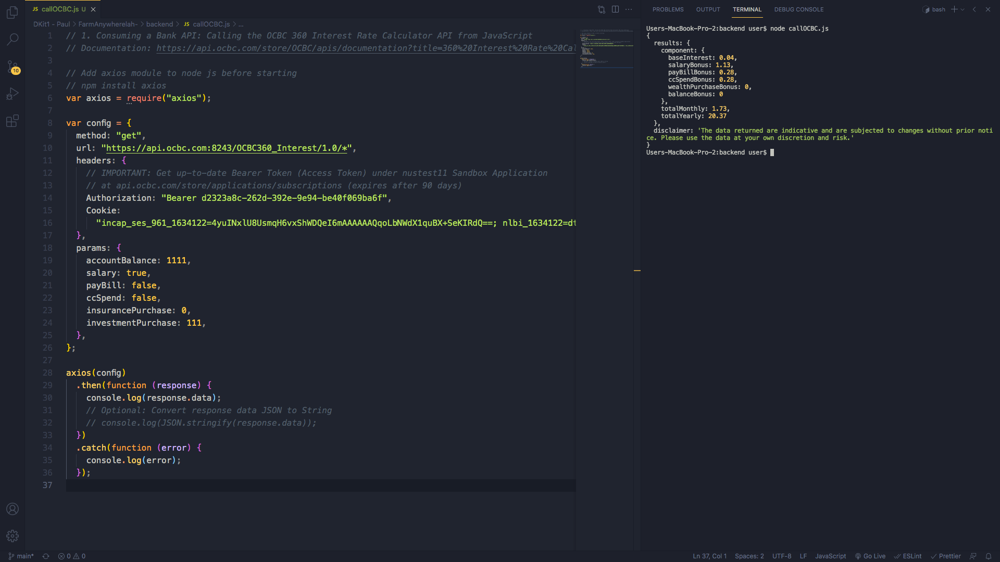 JS callOCBC.js U
DKit1 - Paul > FarmAnywherelah- > backend > JS callOCBC.js > ...
10
1 // 1. Consuming a Bank API: Calling the OCBC 360 Interest Rate Calculator API from JavaScript
2 // Documentation: https://api.ocbc.com/store/OCBC/apis/documentation?title=360%20Interest%20Rate%20Cal
3
4 // Add axios module to node js before starting
5 // npm install axios
6 var axios = require("axios");
7
8 var config = {
9 method: "get",
10 url: "https://api.ocbc.com:8243/OCBC360_Interest/1.0/*",
11 headers: {
12 // IMPORTANT: Get up-to-date Bearer Token (Access Token) under nustest11 Sandbox Application
13 // at api.ocbc.com/store/applications/subscriptions (expires after 90 days)
14 Authorization: "Bearer d2323a8c-262d-392e-9e94-be40f069ba6f",
15 Cookie:
16 "incap_ses_961_1634122=4yuINxlU8UsmqH6vxShWDQeI6mAAAAAAQqoLbNWdX1quBX+SeKIRdQ==; nlbi_1634122=dt
17 },
18 params: {
19 accountBalance: 1111,
20 salary: true,
21 payBill: false,
22 ccSpend: false,
23 insurancePurchase: 0,
24 investmentPurchase: 111,
25 },
26 };
27
28 axios(config)
29 .then(function (response) {
30 console.log(response.data);
31 // Optional: Convert response data JSON to String
32 // console.log(JSON.stringify(response.data));
33 })
34 .catch(function (error) {
35 console.log(error);
36 });
37
PROBLEMS OUTPUT TERMINAL DEBUG CONSOLE bash
Users-MacBook-Pro-2:backend user$ node callOCBC.js
{
results: {
component: {
baseInterest: 0.04,
salaryBonus: 1.13,
payBillBonus: 0.28,
ccSpendBonus: 0.28,
wealthPurchaseBonus: 0,
balanceBonus: 0
},
totalMonthly: 1.73,
totalYearly: 20.37
},
disclaimer: 'The data returned are indicative and are subjected to changes without prior noti
ce. Please use the data at your own discretion and risk.'
}
Users-MacBook-Pro-2:backend user$
main* 0 0 Ln 37, Col 1 Spaces: 2 UTF-8 LF JavaScript Go Live ESLint Prettier